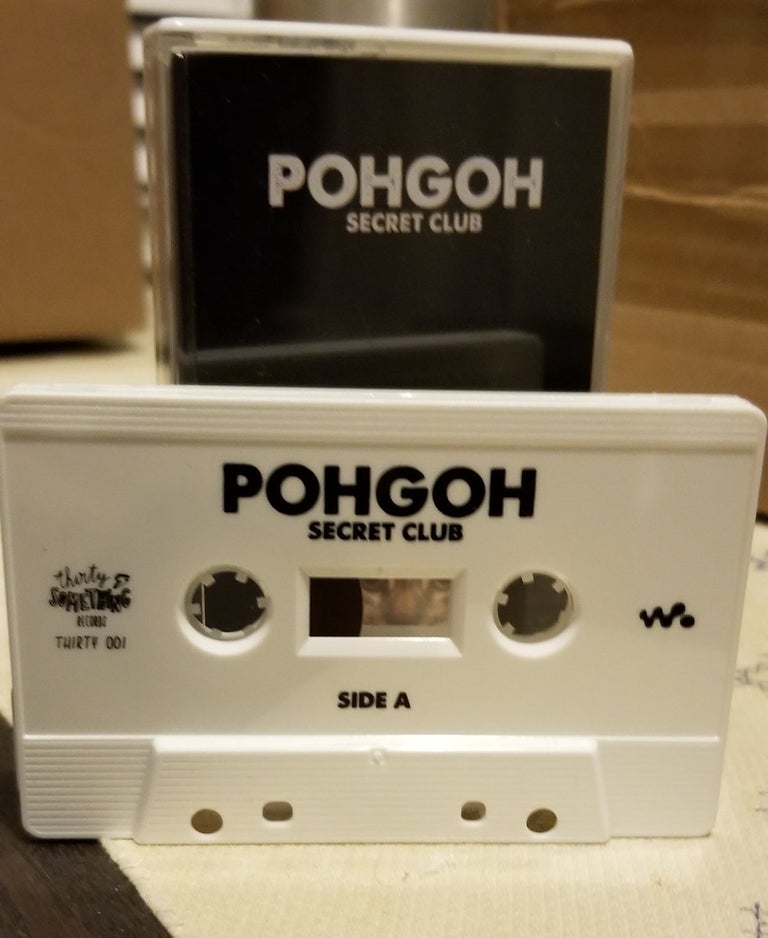 POHGOH
SECRET CLUB
POHGOH
SECRET CLUB
thirty &
SOMETHING
RECORDS
THIRTY 001
SIDE A